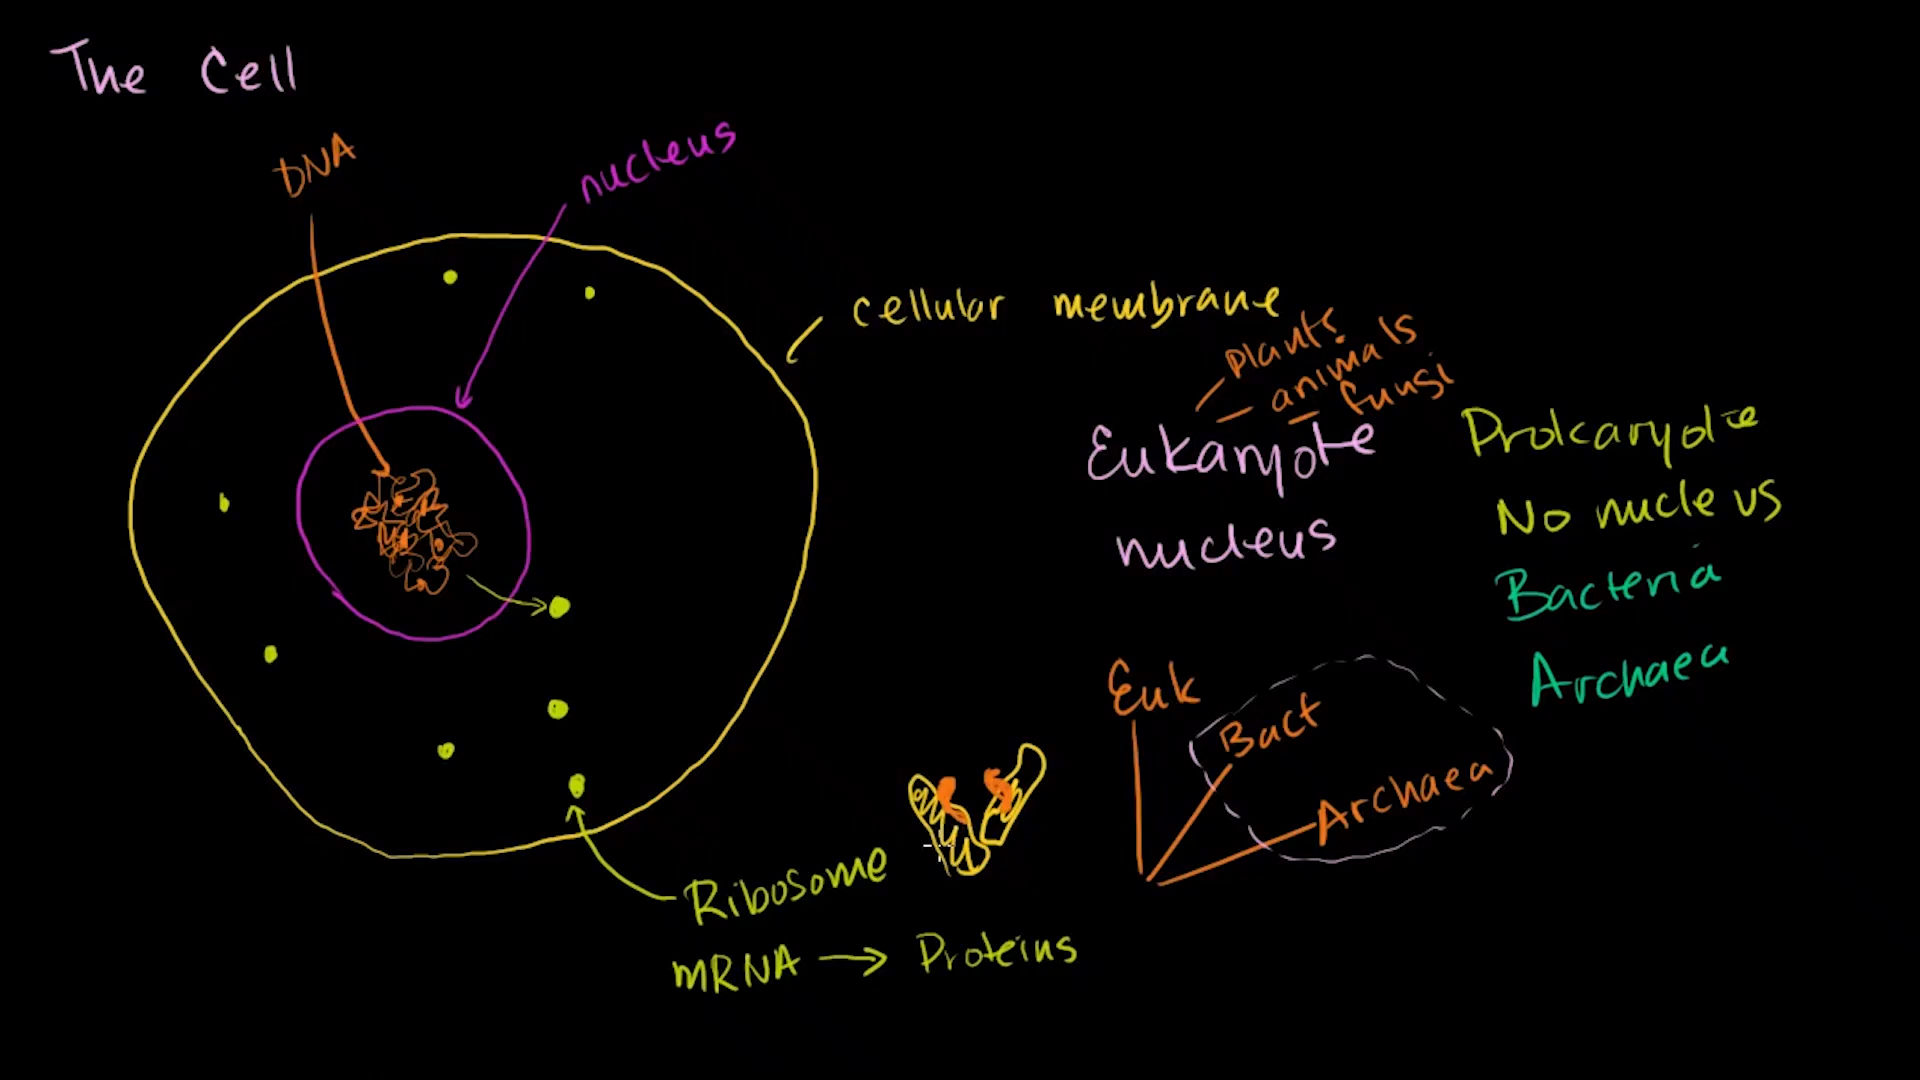 The Cell
DNA
nucleus
cellular membrane
plants
animals
fungi
Eukaryote
nucleus
Prokaryote
No nucleus
Bacteria
Archaea
Euk
Bact
Archaea
Ribosome
mRNA → Proteins